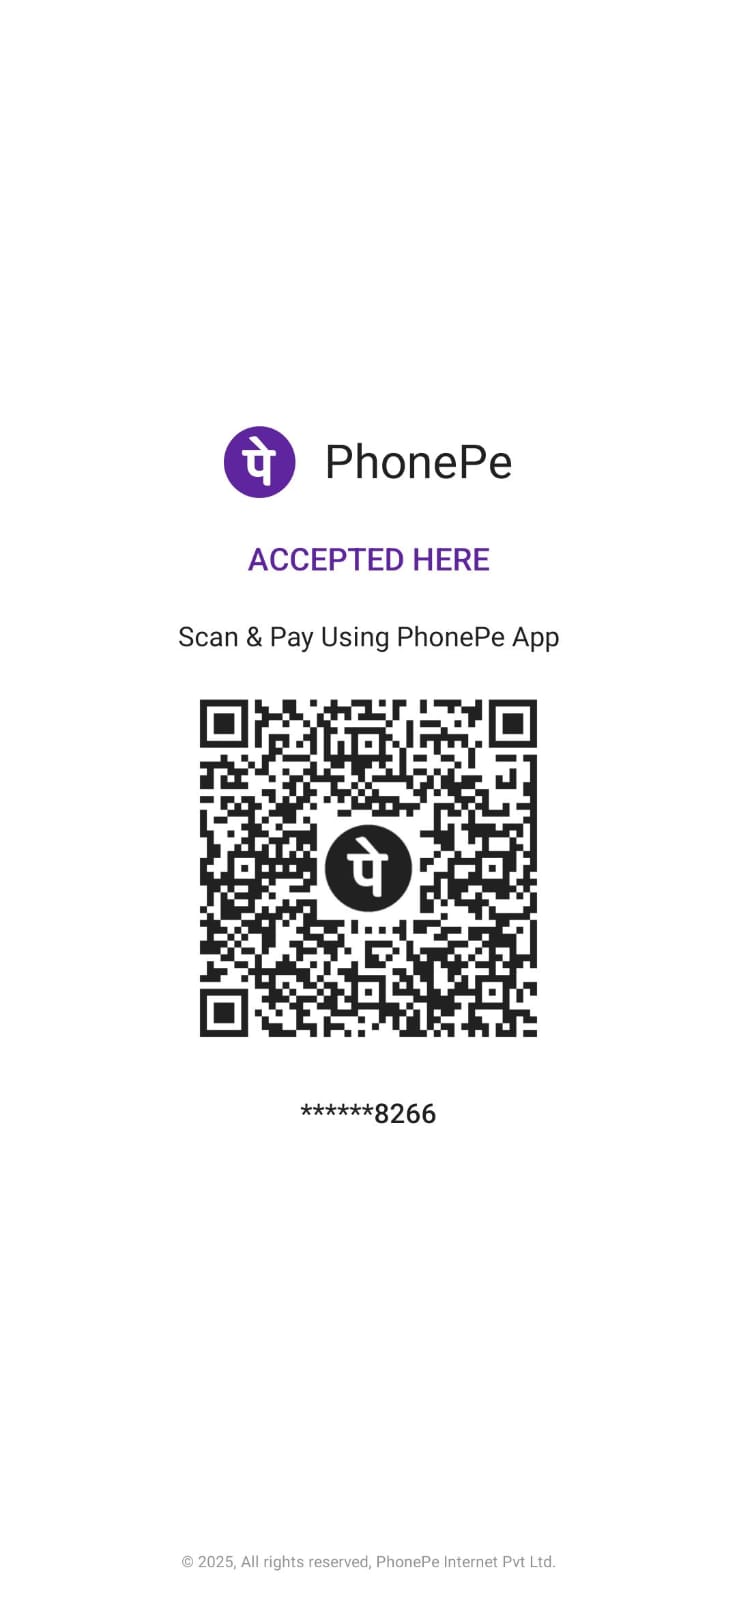 पे PhonePe
ACCEPTED HERE
Scan & Pay Using PhonePe App
पे
******8266
© 2025, All rights reserved, PhonePe Internet Pvt Ltd.